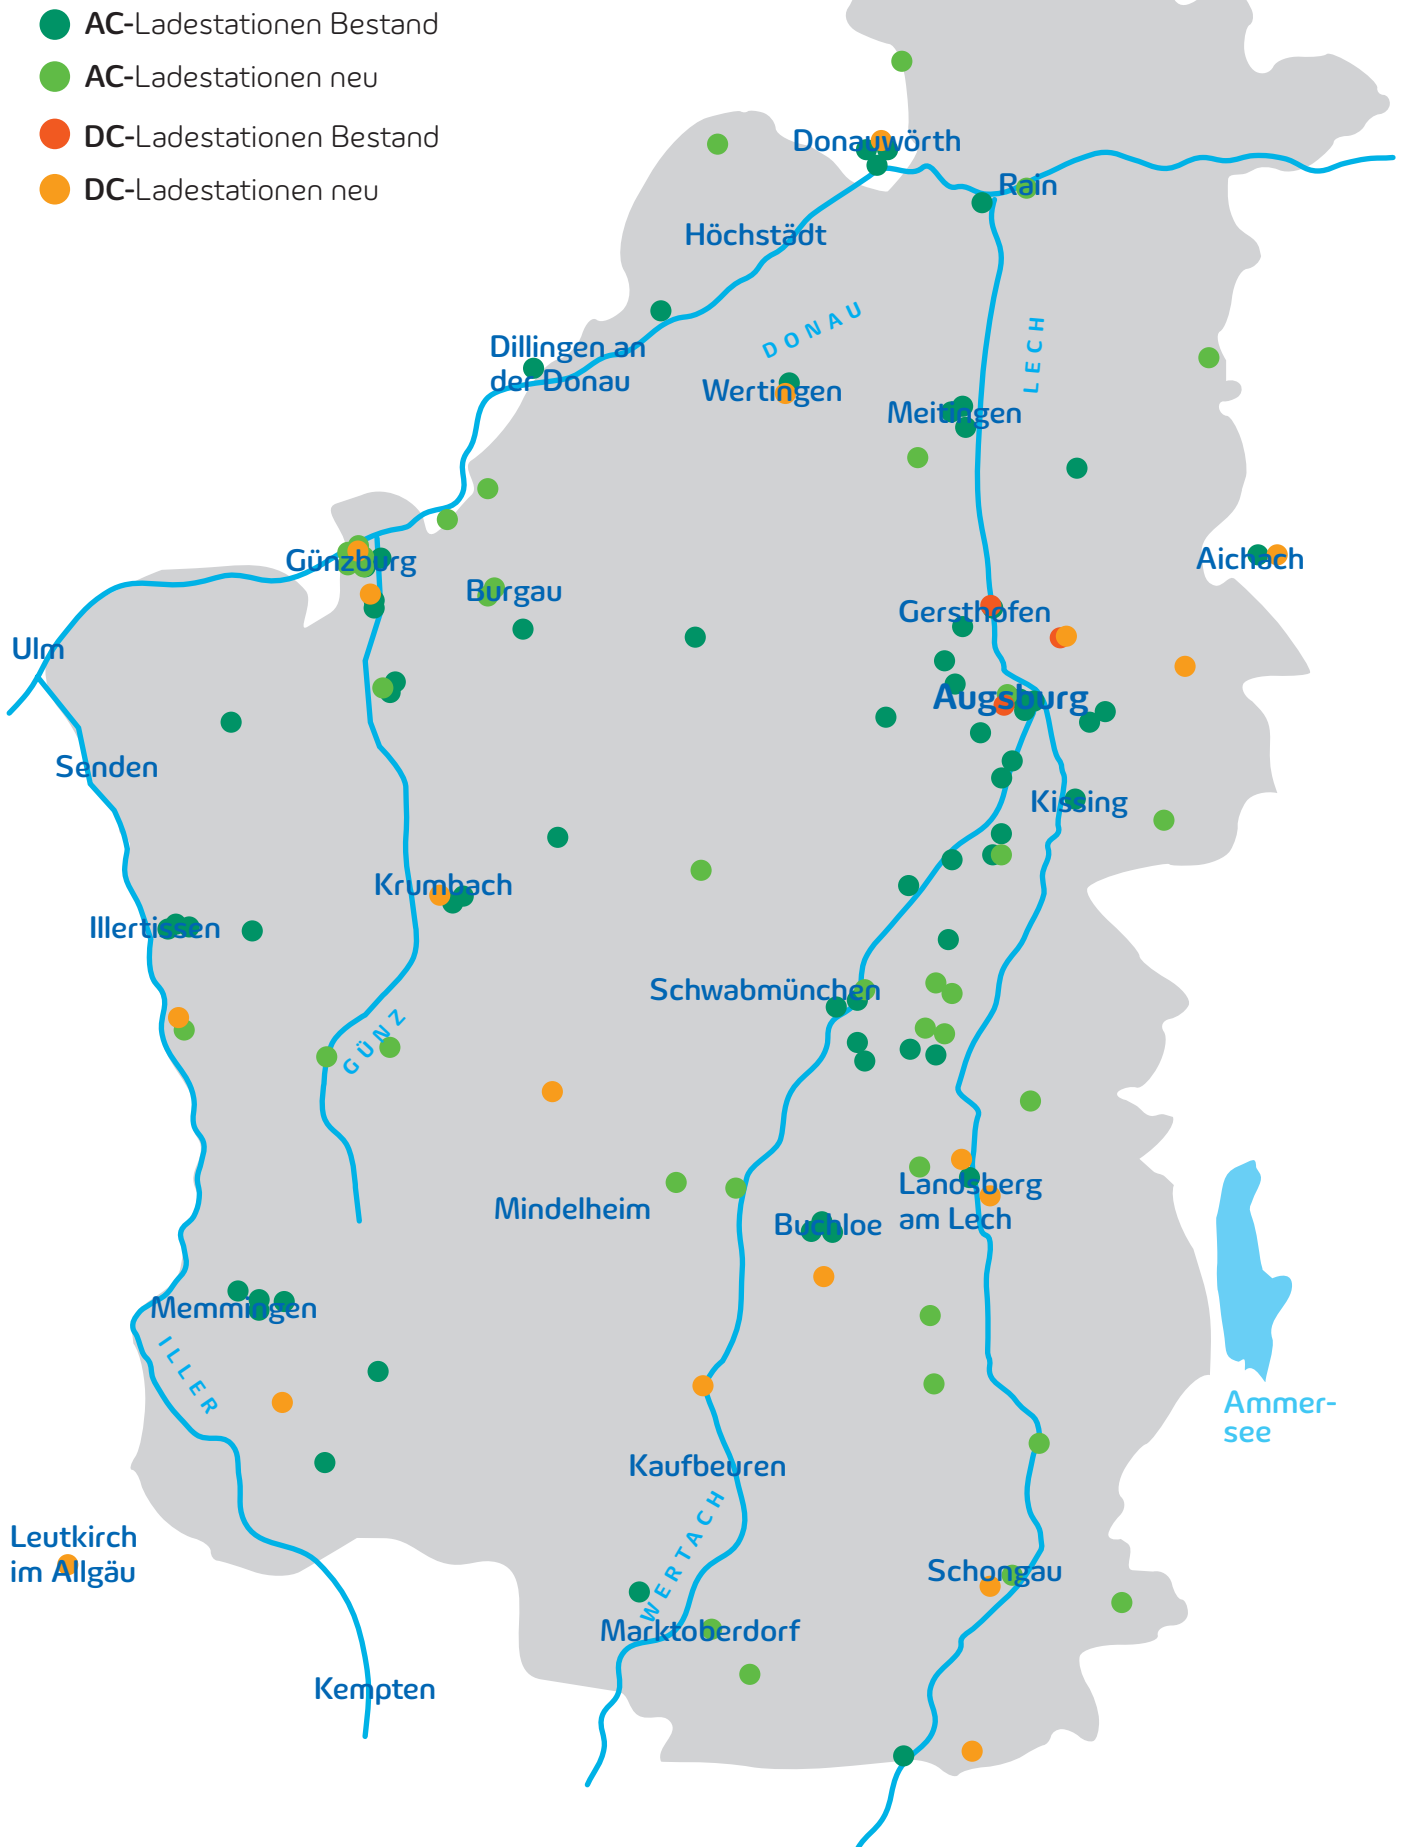 AC-Ladestationen Bestand
AC-Ladestationen neu
DC-Ladestationen Bestand
DC-Ladestationen neu
Donauwörth
Rain
Höchstädt
DONAU
LECH
Dillingen an
der Donau
Wertingen
Meitingen
Günzburg
Burgau
Aichach
Gersthofen
Ulm
Augsburg
Senden
Kissing
Krumbach
Illertissen
Schwabmünchen
GÜNZ
Landsberg
am Lech
Mindelheim
Buchloe
Memmingen
ILLER
Ammer-
see
Kaufbeuren
WERTACH
Leutkirch
im Allgäu
Schongau
Marktoberdorf
Kempten